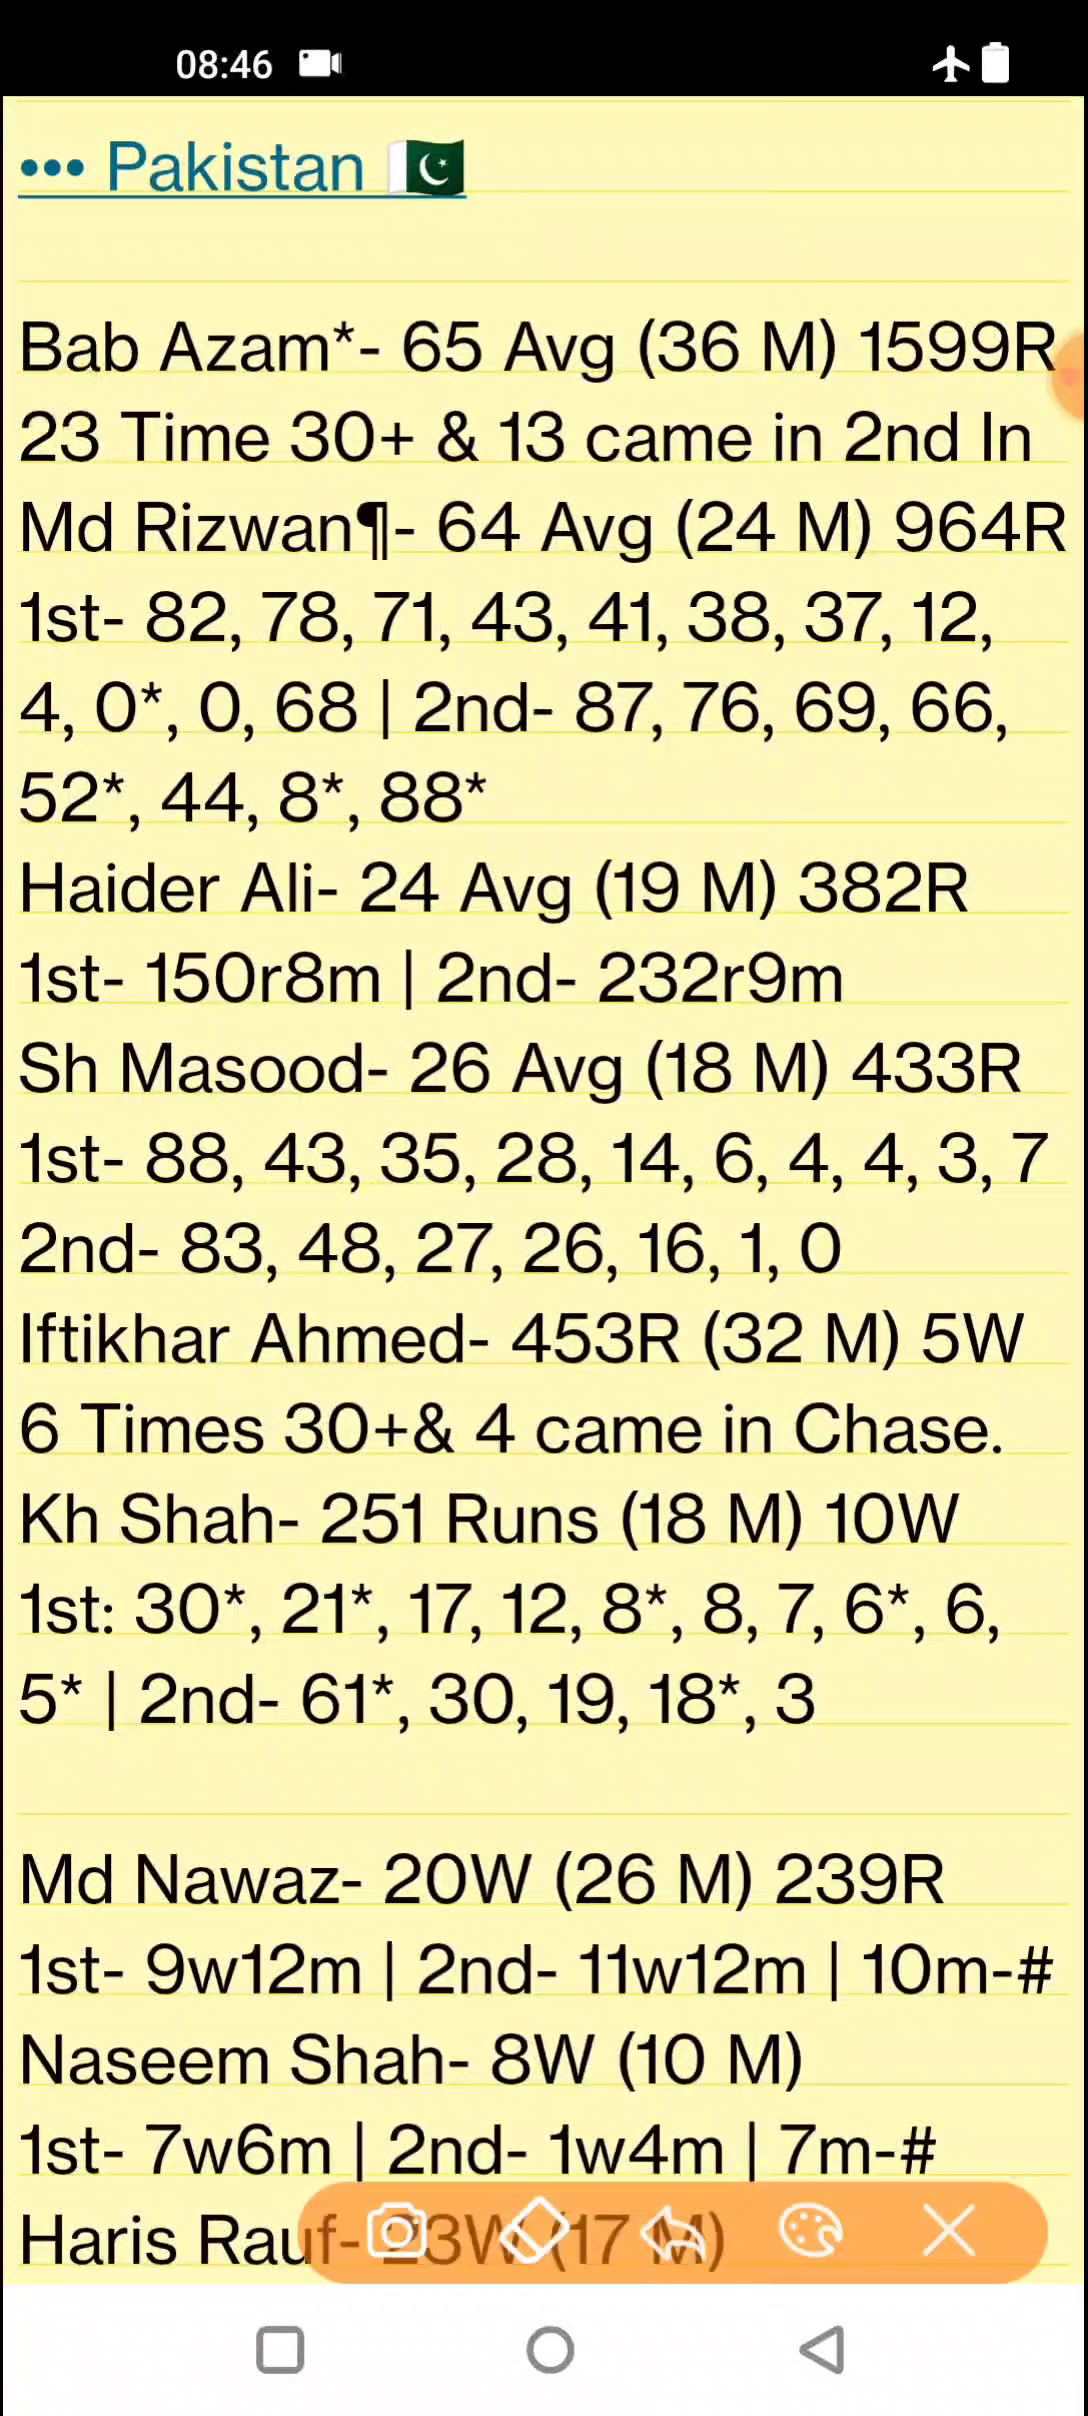 08:46
••• Pakistan 🇵🇰
Bab Azam*- 65 Avg (36 M) 1599R
23 Time 30+ & 13 came in 2nd In
Md Rizwan¶- 64 Avg (24 M) 964R
1st- 82, 78, 71, 43, 41, 38, 37, 12,
4, 0*, 0, 68 | 2nd- 87, 76, 69, 66,
52*, 44, 8*, 88*
Haider Ali- 24 Avg (19 M) 382R
1st- 150r8m | 2nd- 232r9m
Sh Masood- 26 Avg (18 M) 433R
1st- 88, 43, 35, 28, 14, 6, 4, 4, 3, 7
2nd- 83, 48, 27, 26, 16, 1, 0
Iftikhar Ahmed- 453R (32 M) 5W
6 Times 30+& 4 came in Chase.
Kh Shah- 251 Runs (18 M) 10W
1st: 30*, 21*, 17, 12, 8*, 8, 7, 6*, 6,
5* | 2nd- 61*, 30, 19, 18*, 3
Md Nawaz- 20W (26 M) 239R
1st- 9w12m | 2nd- 11w12m | 10m-#
Naseem Shah- 8W (10 M)
1st- 7w6m | 2nd- 1w4m | 7m-#
Haris Rauf- 23W (17 M)